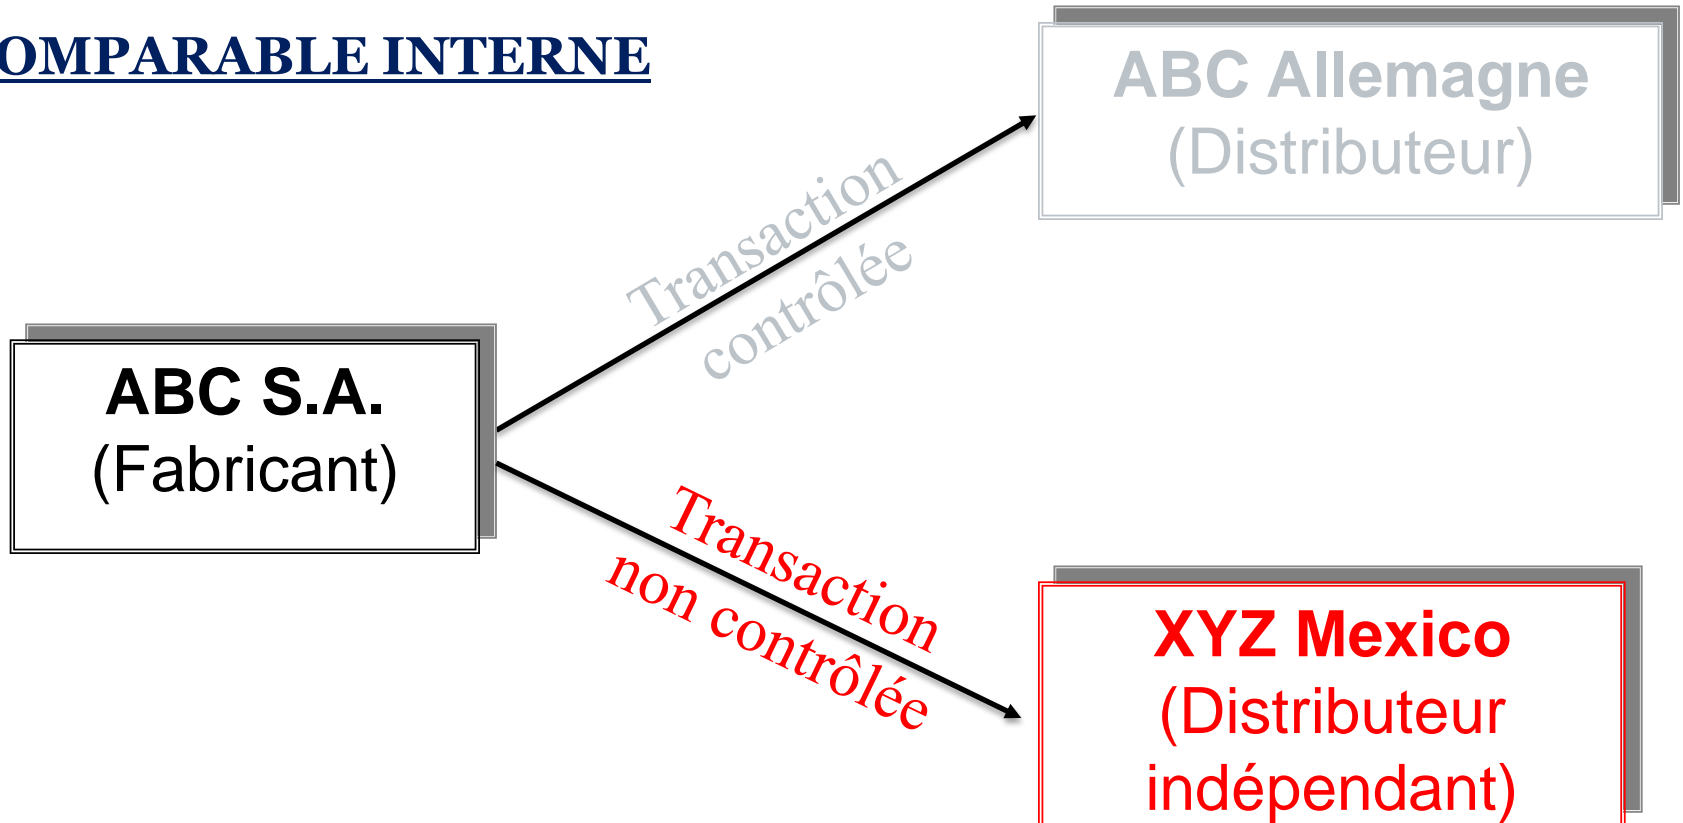 OMPARABLE INTERNE
ABC Allemagne
(Distributeur)
Transaction
contrôlée
ABC S.A.
(Fabricant)
Transaction
non contrôlée
XYZ Mexico
(Distributeur
indépendant)